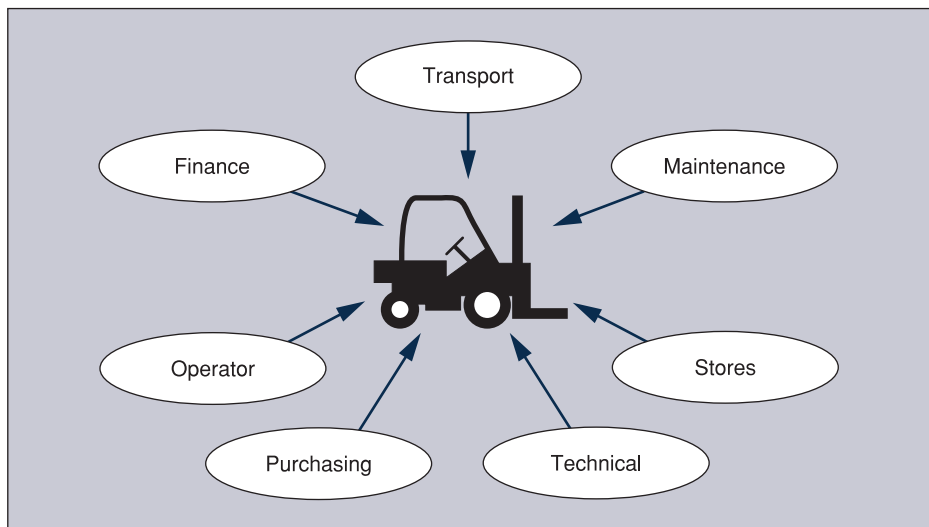 Transport
Finance
Maintenance
Operator
Stores
Purchasing
Technical